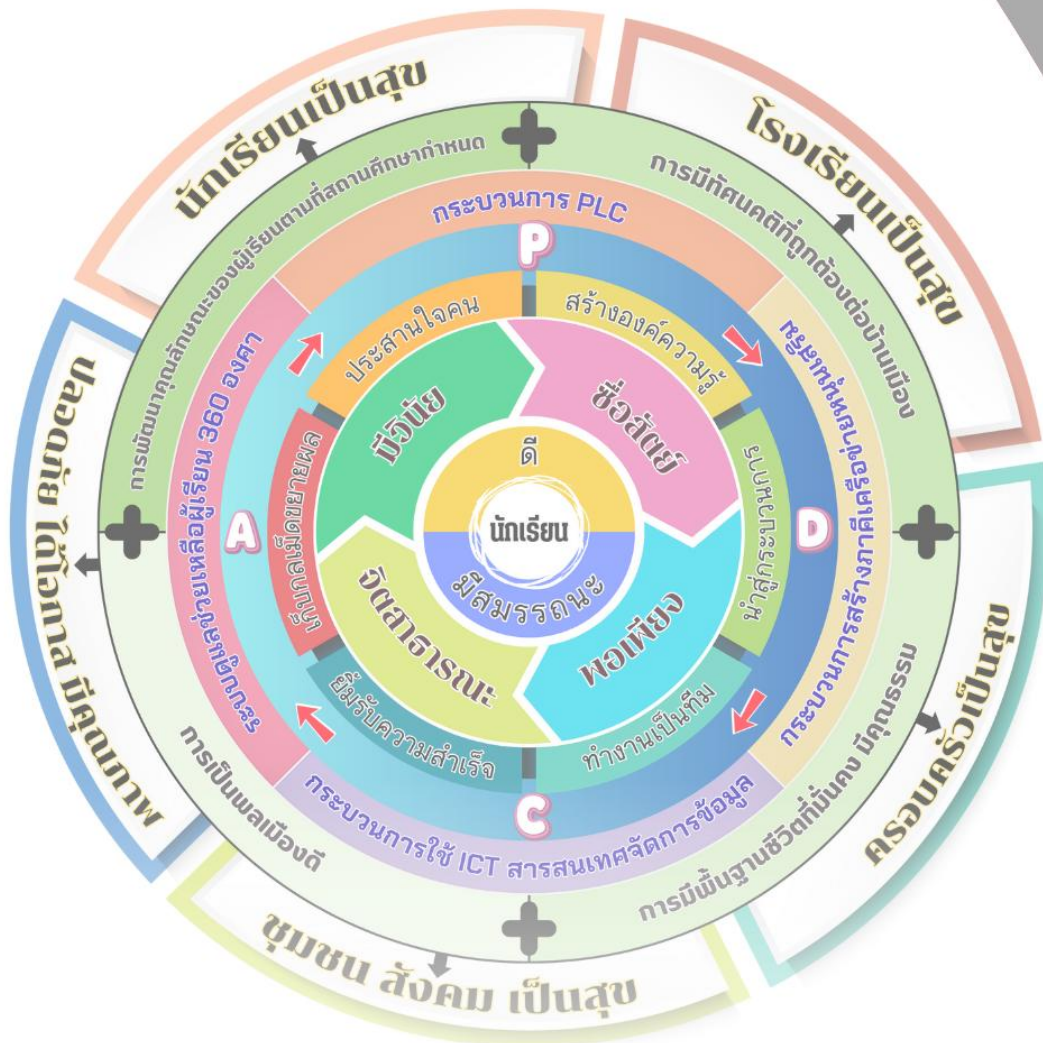 นักเรียนเป็นสุข
โรงเรียนเป็นสุข
ครอบครัวเป็นสุข
ชุมชน สังคม เป็นสุข
ปลอดภัย ได้โอกาส มีคุณภาพ
การพัฒนาคุณลักษณะของผู้เรียนตามที่สถานศึกษากำหนด
การมีทัศนคติที่ถูกต้องต่อบ้านเมือง
การมีพื้นฐานชีวิตที่มั่นคง มีคุณธรรม
การเป็นพลเมืองดี
กระบวนการ PLC
กระบวนการสร้างภาคีเครือข่ายหนุนเสริม
กระบวนการใช้ ICT สารสนเทศจัดการข้อมูล
ระบบดูแลช่วยเหลือผู้เรียน 360 องศา
P
D
C
A
ประสานใจคน
สร้างองค์ความรู้
นำสู่กระบวนการ
ทำงานเป็นทีม
ยิ้มรับความสำเร็จ
เก็บกลเม็ดขยายผล
มีวินัย
ซื่อสัตย์
พอเพียง
จิตสาธารณะ
ดี
นักเรียน
มีสมรรถนะ